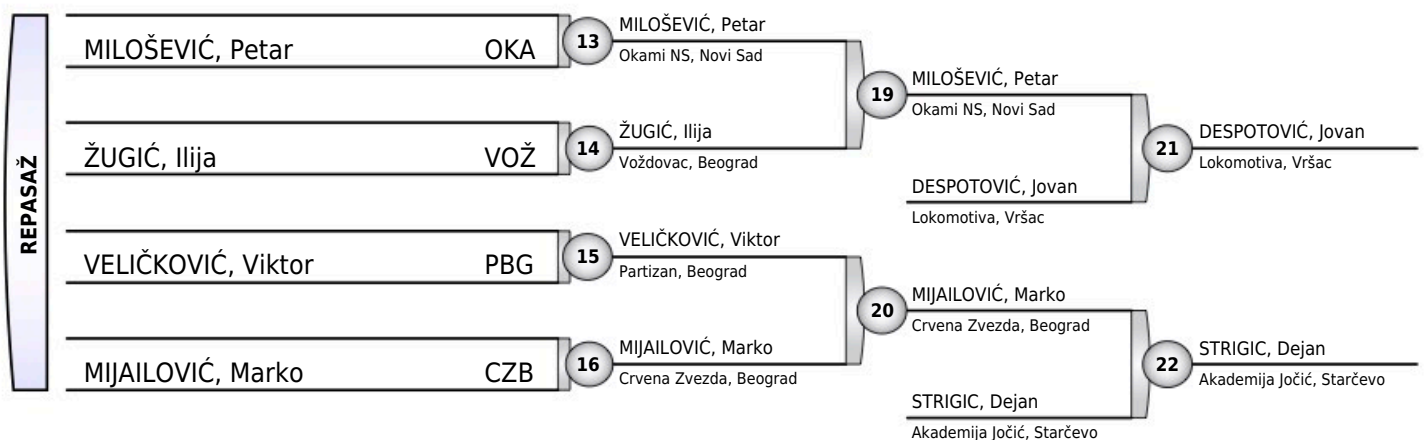 REPASAŽ
MILOŠEVIĆ, Petar OKA
13
MILOŠEVIĆ, Petar
Okami NS, Novi Sad
ŽUGIĆ, Ilija VOŽ
14
ŽUGIĆ, Ilija
Voždovac, Beograd
VELIČKOVIĆ, Viktor PBG
15
VELIČKOVIĆ, Viktor
Partizan, Beograd
MIJAILOVIĆ, Marko CZB
16
MIJAILOVIĆ, Marko
Crvena Zvezda, Beograd
19
MILOŠEVIĆ, Petar
Okami NS, Novi Sad
DESPOTOVIĆ, Jovan
Lokomotiva, Vršac
20
MIJAILOVIĆ, Marko
Crvena Zvezda, Beograd
STRIGIC, Dejan
Akademija Jočić, Starčevo
21
DESPOTOVIĆ, Jovan
Lokomotiva, Vršac
22
STRIGIC, Dejan
Akademija Jočić, Starčevo